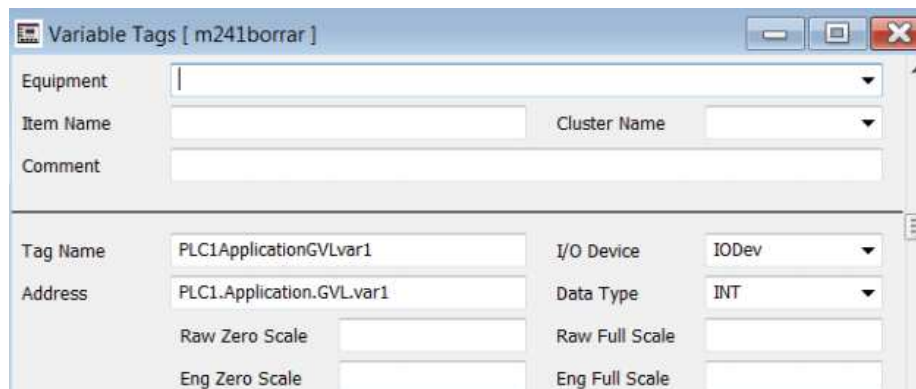 Variable Tags [ m241borrar ]
Equipment
Item Name Cluster Name
Comment
Tag Name PLC1ApplicationGVLvar1 I/O Device IODev
Address PLC1.Application.GVL.var1 Data Type INT
Raw Zero Scale Raw Full Scale
Eng Zero Scale Eng Full Scale